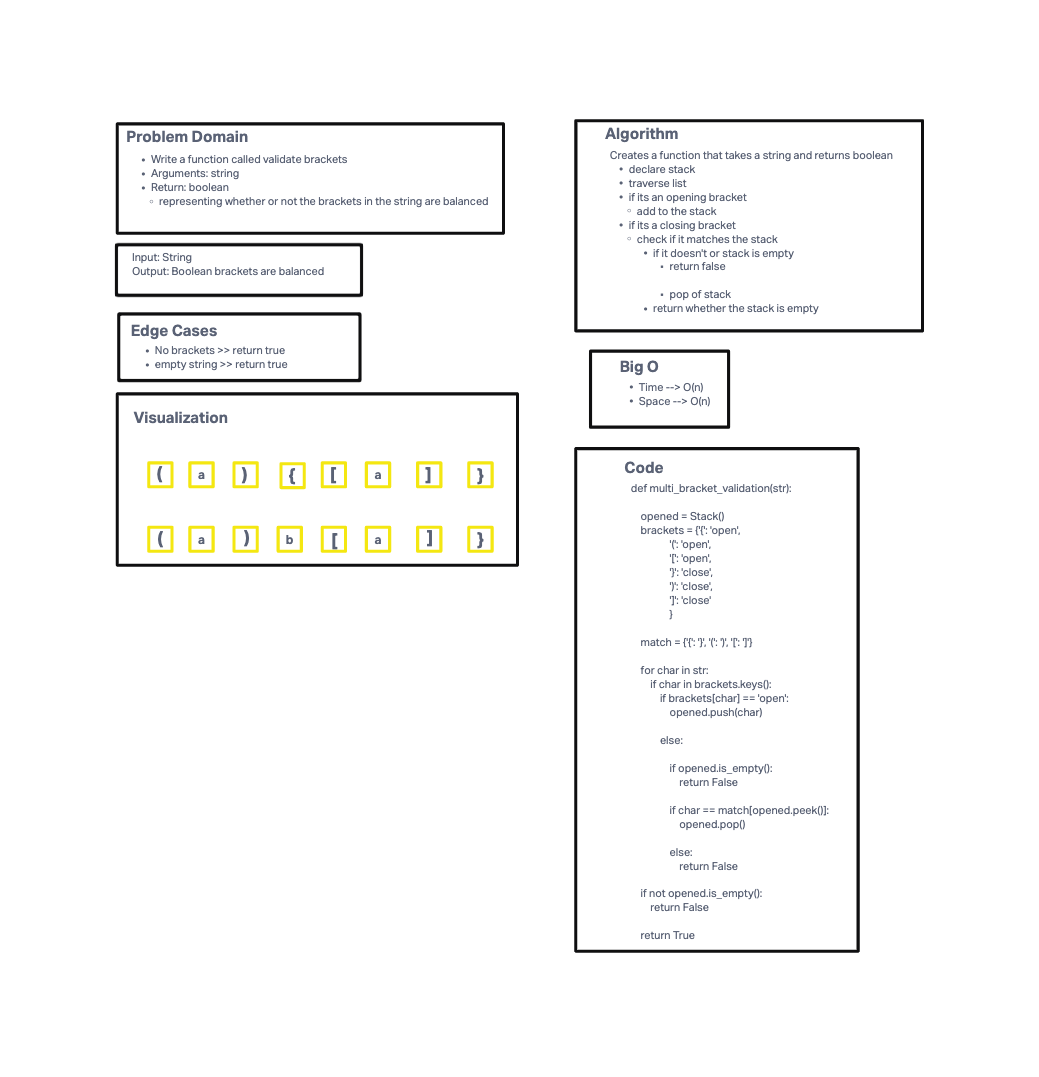 Problem Domain
• Write a function called validate brackets
• Arguments: string
• Return: boolean
◦ representing whether or not the brackets in the string are balanced
Input: String
Output: Boolean brackets are balanced
Edge Cases
• No brackets >> return true
• empty string >> return true
Visualization
( a ) { [ a ] }
( a ) b [ a ] }
Algorithm
Creates a function that takes a string and returns boolean
• declare stack
• traverse list
• if its an opening bracket
◦ add to the stack
• if its a closing bracket
◦ check if it matches the stack
• if it doesn't or stack is empty
• return false
• pop of stack
• return whether the stack is empty
Big O
• Time --> O(n)
• Space --> O(n)
Code
def multi_bracket_validation(str):
opened = Stack()
brackets = {'{': 'open',
'(': 'open',
'[': 'open',
'}': 'close',
')': 'close',
']': 'close'
}
match = {'{': '}', '(': ')', '[': ']'}
for char in str:
if char in brackets.keys():
if brackets[char] == 'open':
opened.push(char)
else:
if opened.is_empty():
return False
if char == match[opened.peek()]:
opened.pop()
else:
return False
if not opened.is_empty():
return False
return True